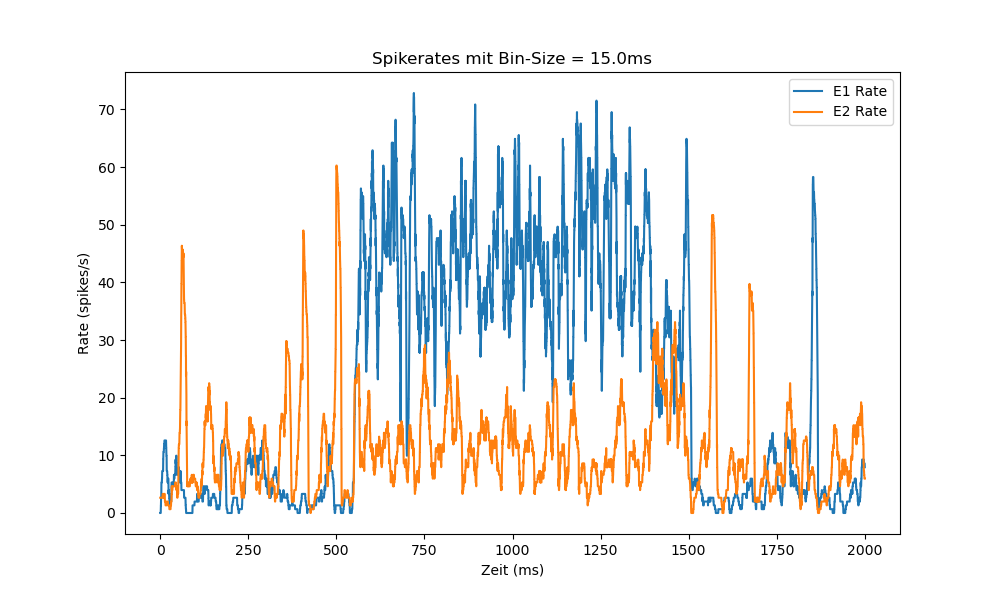 Spikerates mit Bin-Size = 15.0ms
E1 Rate
E2 Rate
70
60
50
40
30
20
10
0
Rate (spikes/s)
0 250 500 750 1000 1250 1500 1750 2000
Zeit (ms)